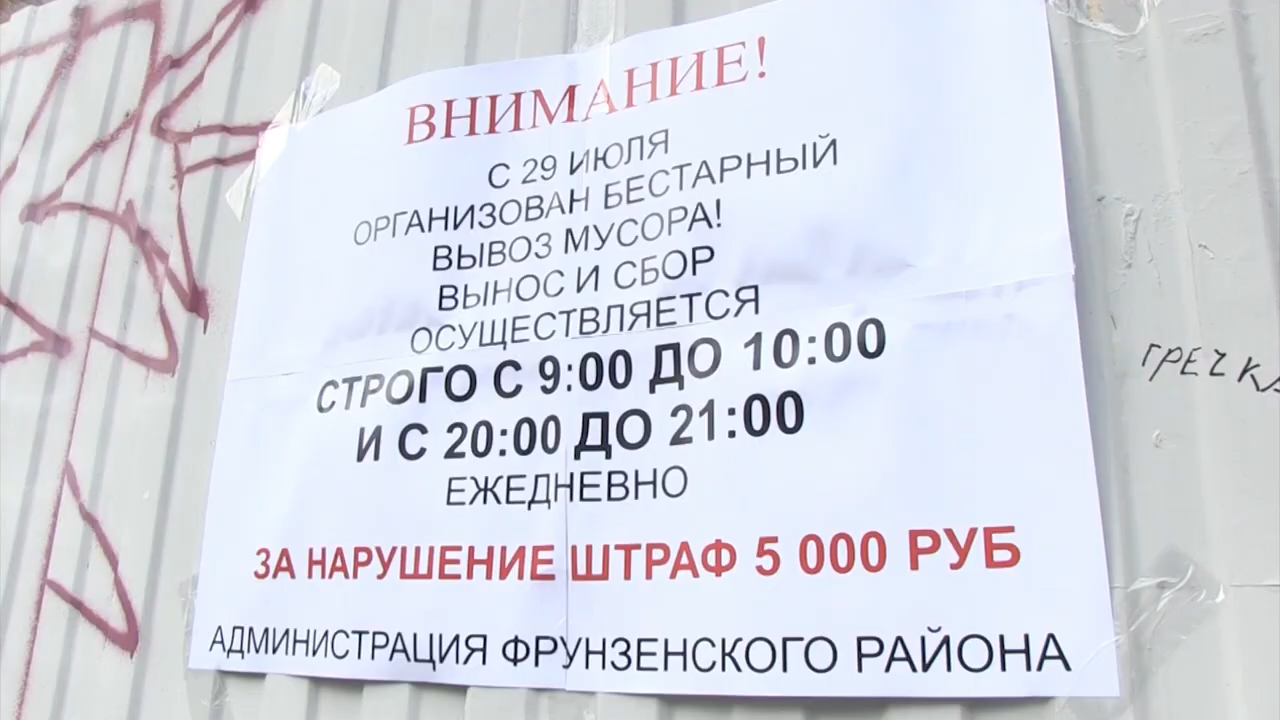 ВНИМАНИЕ!
С 29 ИЮЛЯ
ОРГАНИЗОВАН БЕСТАРНЫЙ
ВЫВОЗ МУСОРА!
ВЫНОС И СБОР
ОСУЩЕСТВЛЯЕТСЯ
СТРОГО С 9:00 ДО 10:00
И С 20:00 ДО 21:00
ЕЖЕДНЕВНО
ЗА НАРУШЕНИЕ ШТРАФ 5 000 РУБ
АДМИНИСТРАЦИЯ ФРУНЗЕНСКОГО РАЙОНА
ГРЕЧКА